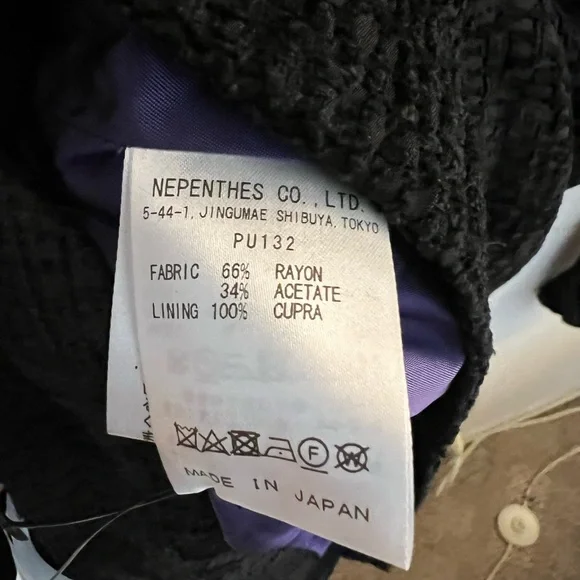 NEPENTHES CO., LTD.
5-44-1, JINGUMAE SHIBUYA, TOKYO
PU132
FABRIC 66% RAYON
34% ACETATE
LINING 100% CUPRA
F W
MADE IN JAPAN